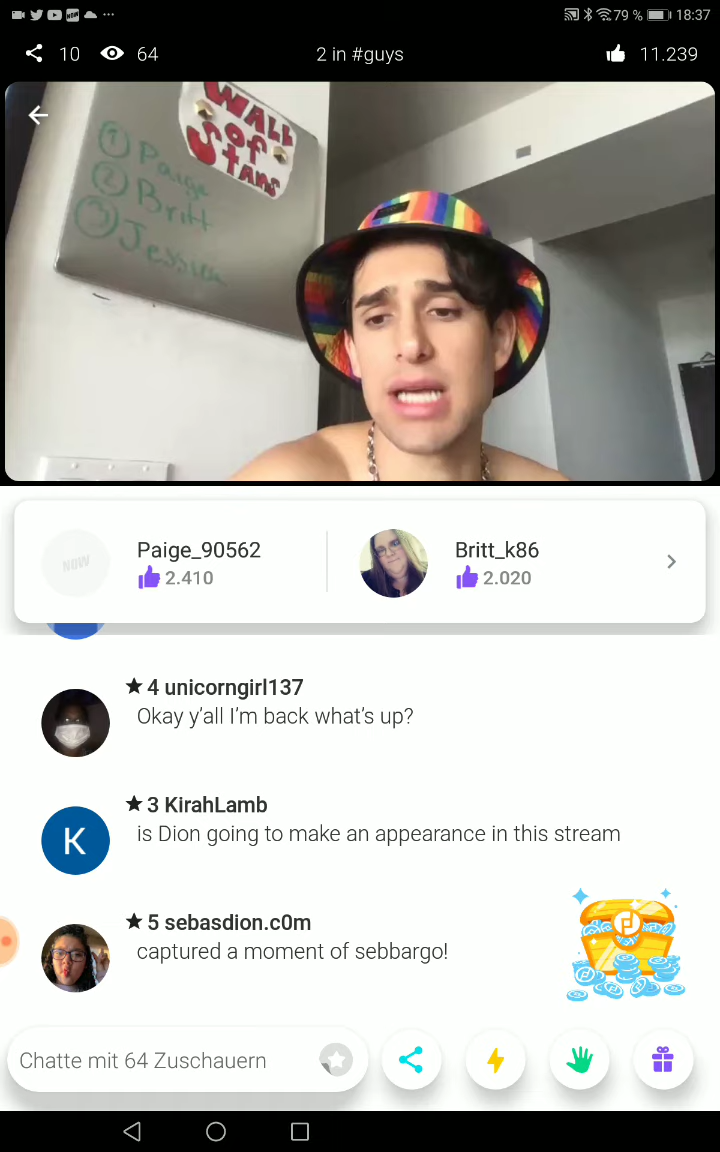 79 % 18:37
10 64 2 in #guys 11.239
WALL
of
STARS
① Paige
② Britt
③ Jessica
NOW
Paige_90562
2.410
Britt_k86
2.020
★ 4 unicorngirl137
Okay y'all I'm back what's up?
K
★ 3 KirahLamb
is Dion going to make an appearance in this stream
★ 5 sebasdion.c0m
captured a moment of sebbargo!
Chatte mit 64 Zuschauern